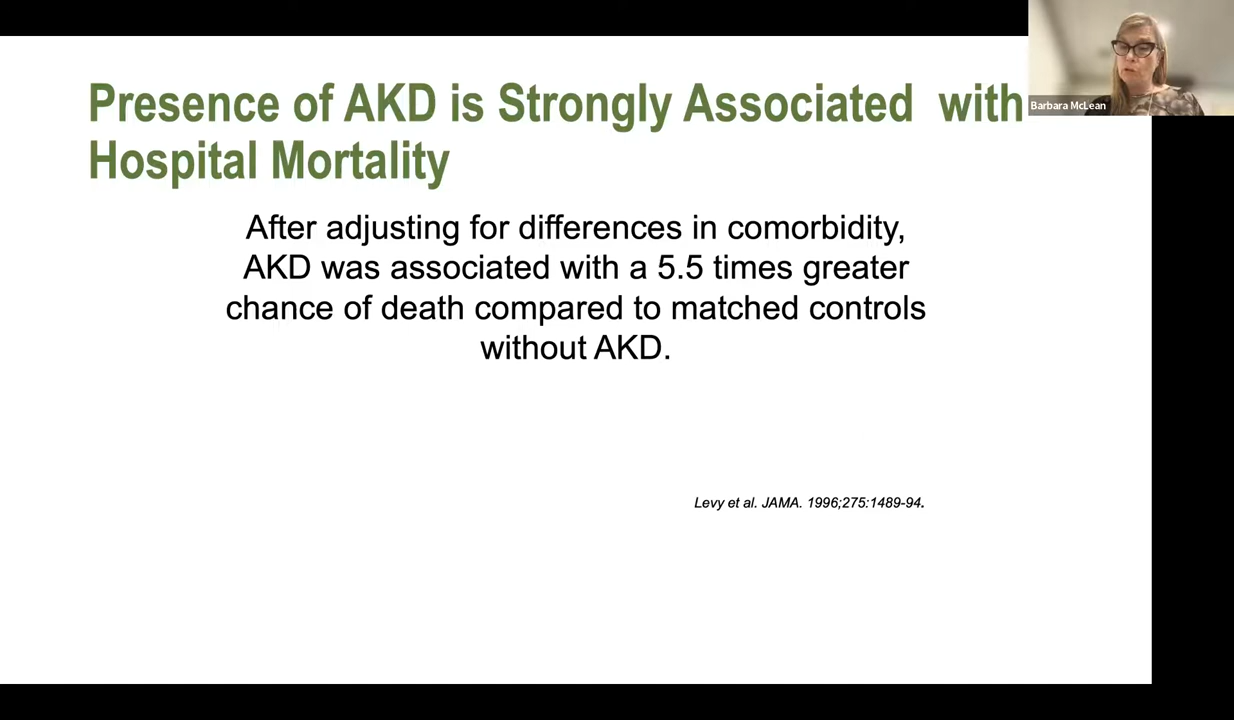 Presence of AKD is Strongly Associated with
Hospital Mortality
After adjusting for differences in comorbidity,
AKD was associated with a 5.5 times greater
chance of death compared to matched controls
without AKD.
Levy et al. JAMA. 1996;275:1489-94.
Barbara McLean